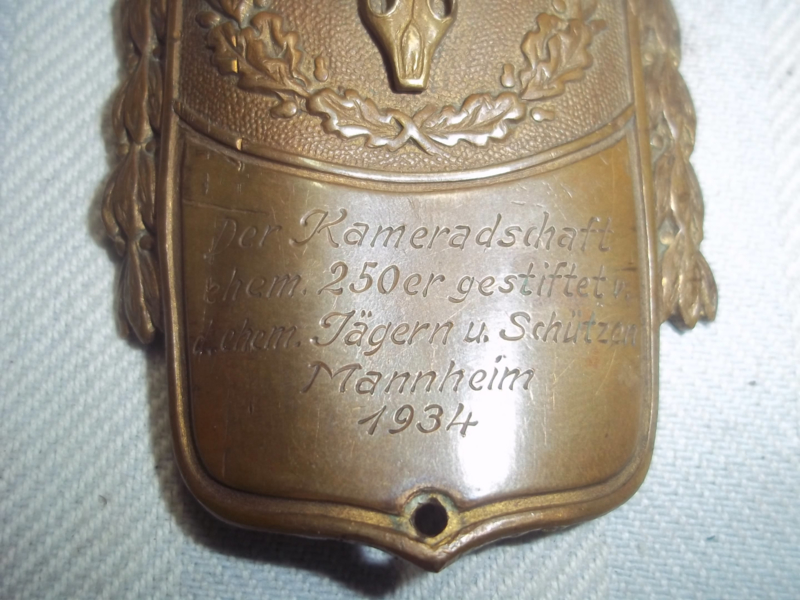 Der Kameradschaft
ehem. 250er gestiftet v.
d. ehem. Jägern u. Schützen
Mannheim
1934